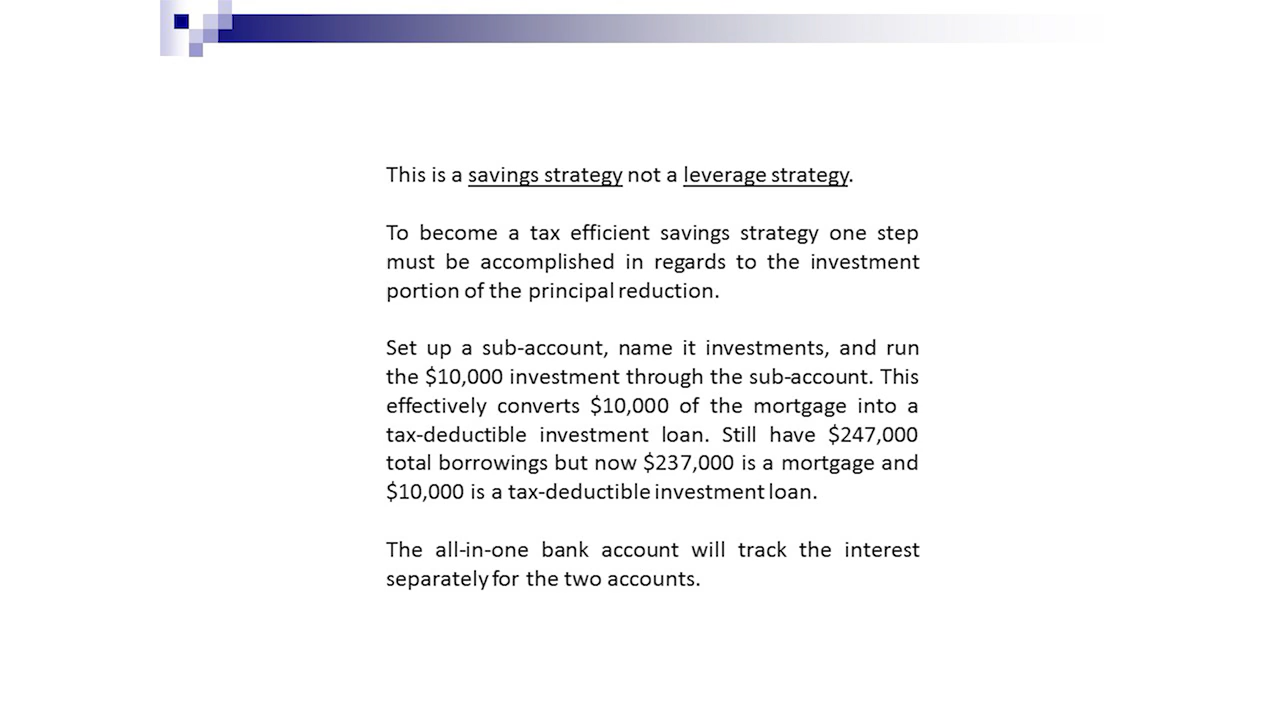 This is a savings strategy not a leverage strategy.
To become a tax efficient savings strategy one step
must be accomplished in regards to the investment
portion of the principal reduction.
Set up a sub-account, name it investments, and run
the $10,000 investment through the sub-account. This
effectively converts $10,000 of the mortgage into a
tax-deductible investment loan. Still have $247,000
total borrowings but now $237,000 is a mortgage and
$10,000 is a tax-deductible investment loan.
The all-in-one bank account will track the interest
separately for the two accounts.